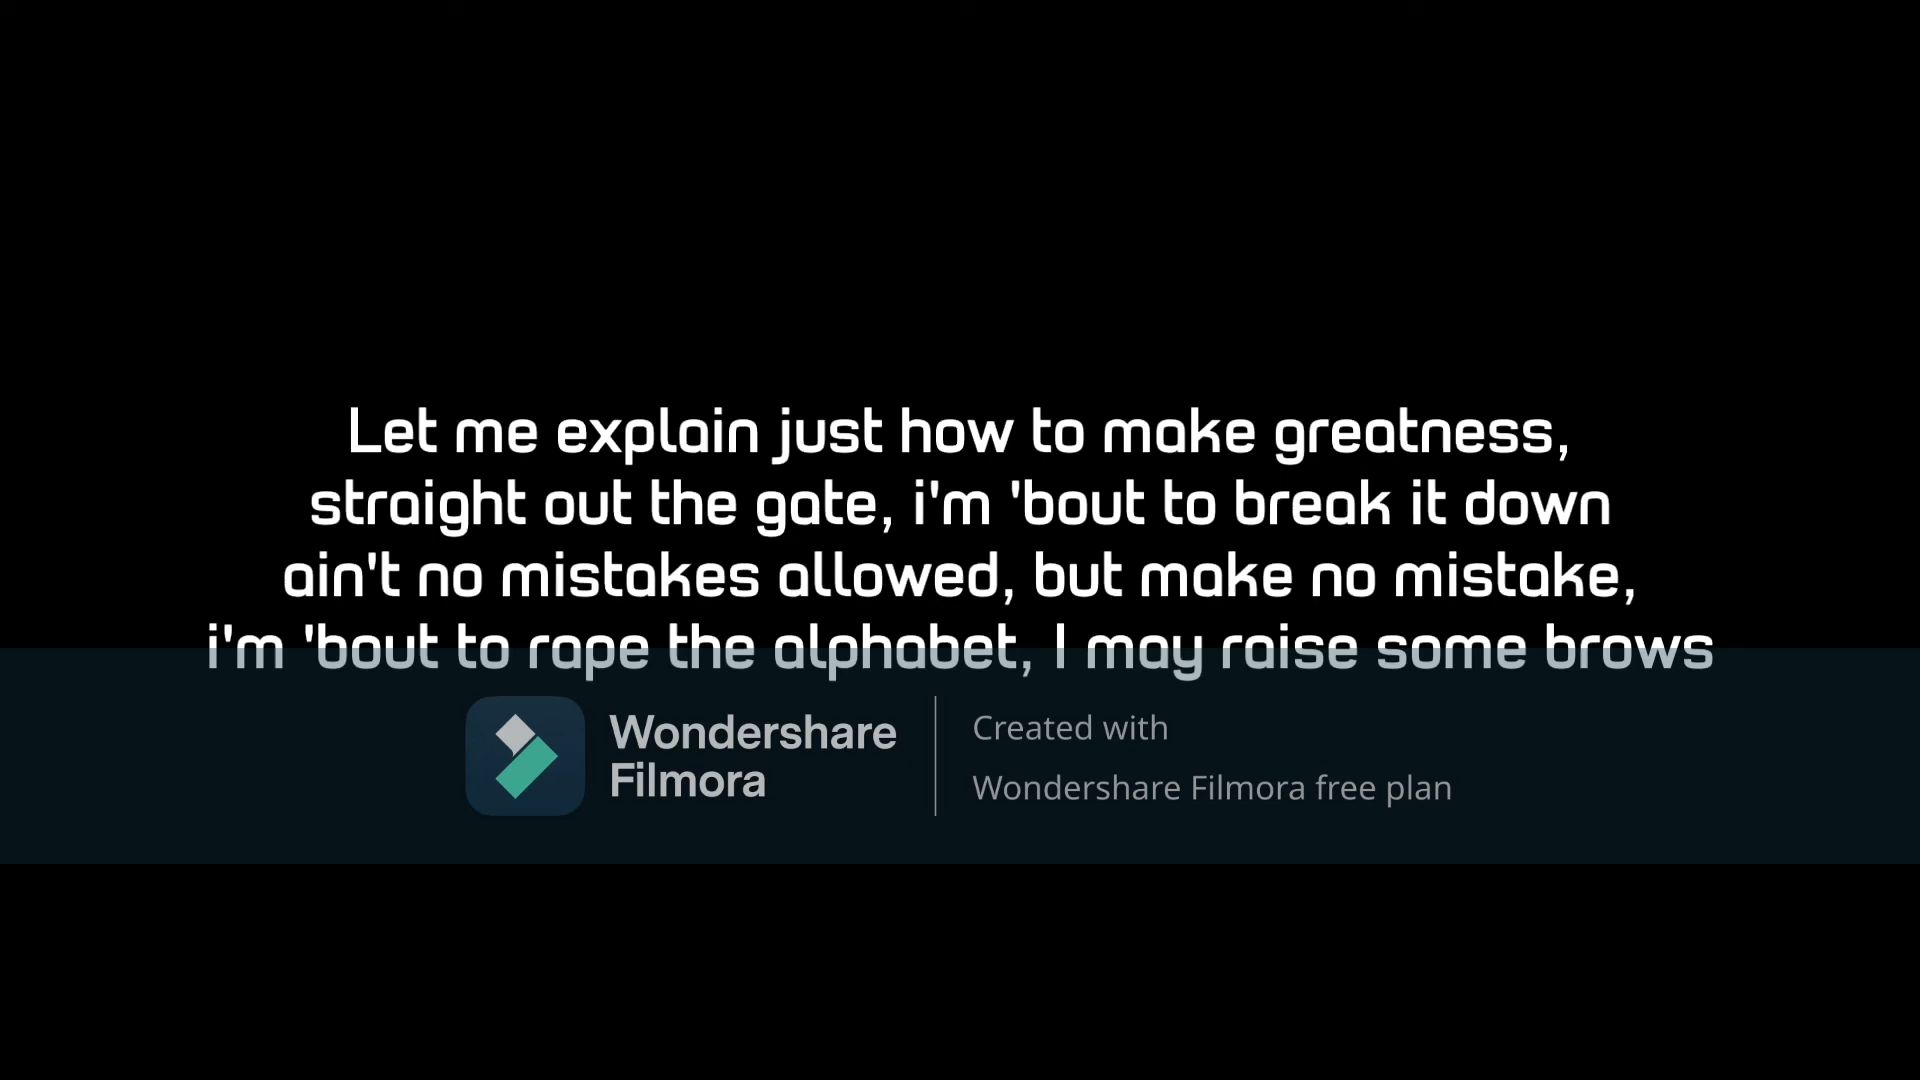 Let me explain just how to make greatness,
straight out the gate, i'm 'bout to break it down
ain't no mistakes allowed, but make no mistake,
i'm 'bout to rape the alphabet, I may raise some brows
Wondershare
Filmora
Created with
Wondershare Filmora free plan